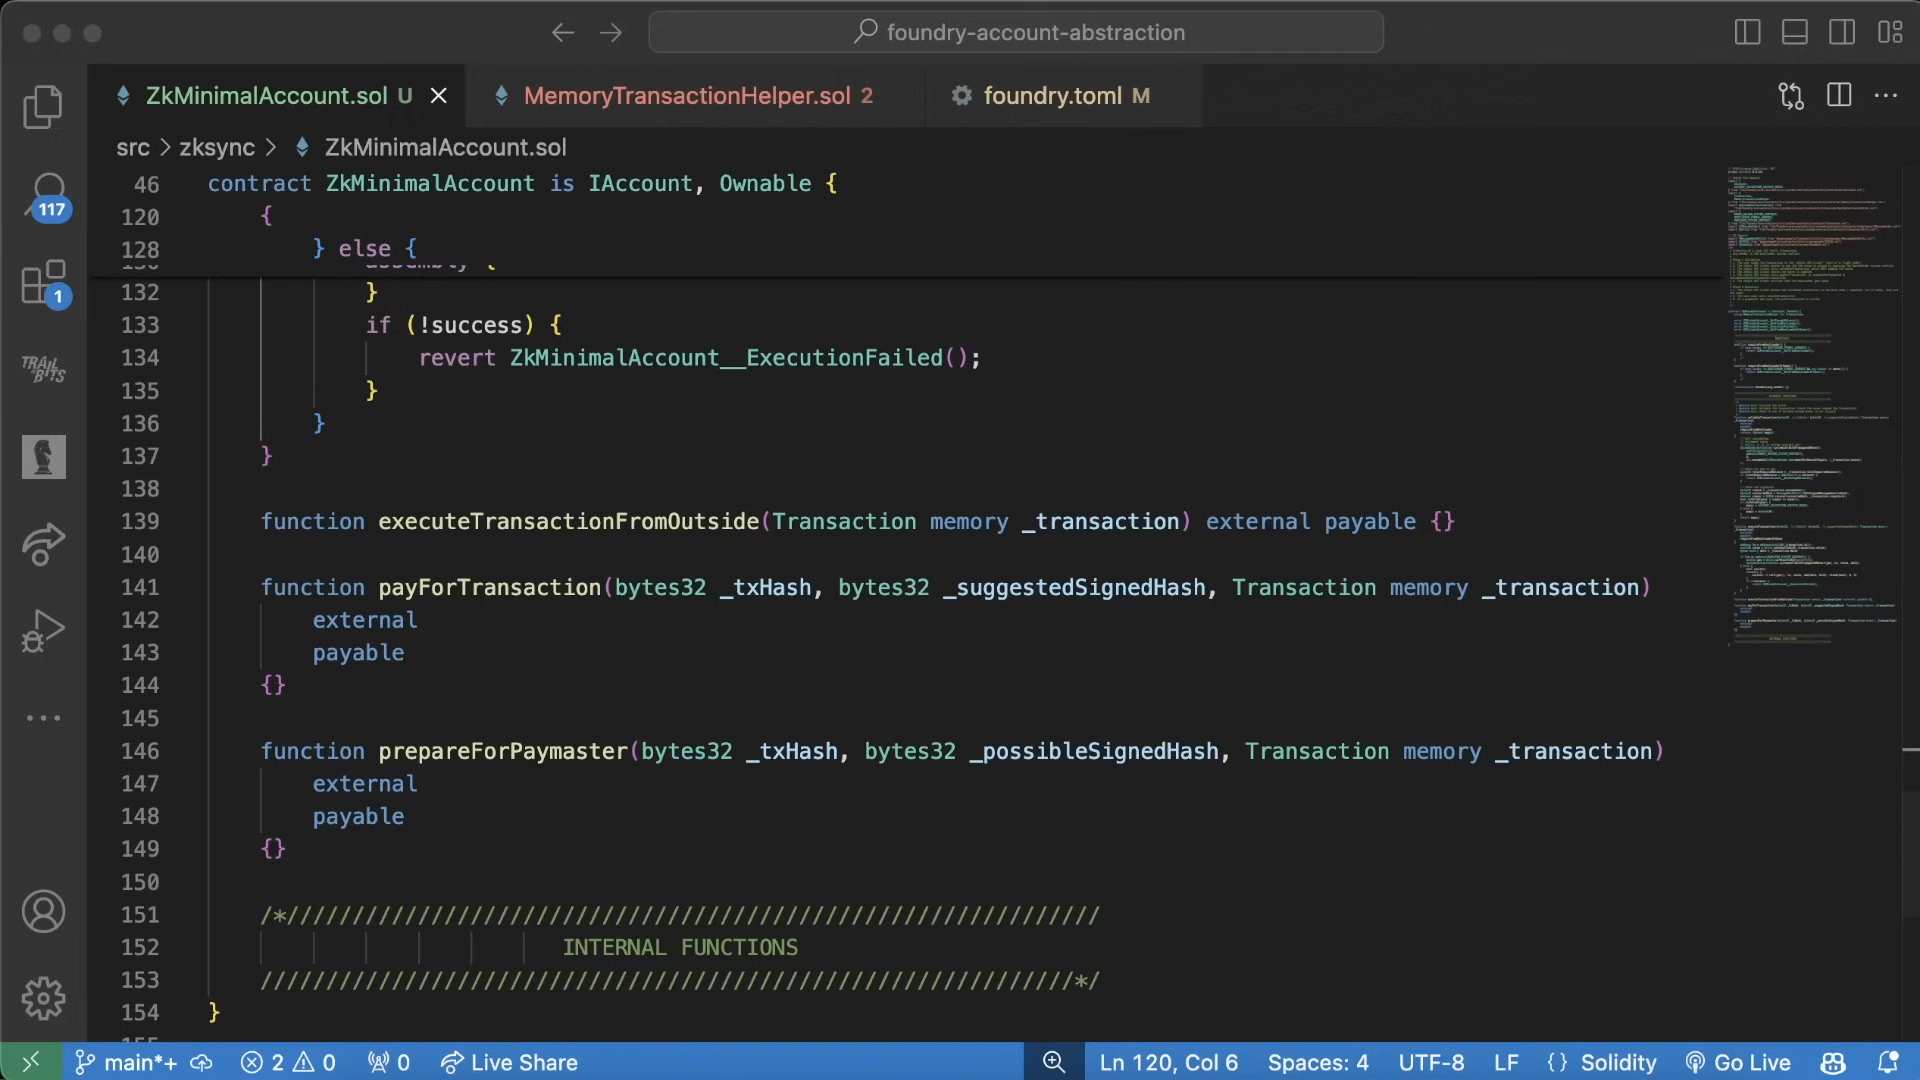 foundry-account-abstraction
ZkMinimalAccount.sol U
MemoryTransactionHelper.sol 2
foundry.toml M
src > zksync > ZkMinimalAccount.sol
46 contract ZkMinimalAccount is IAccount, Ownable {
120 {
128 } else {
132 }
133 if (!success) {
134 revert ZkMinimalAccount__ExecutionFailed();
135 }
136 }
137 }
138
139 function executeTransactionFromOutside(Transaction memory _transaction) external payable {}
140
141 function payForTransaction(bytes32 _txHash, bytes32 _suggestedSignedHash, Transaction memory _transaction)
142 external
143 payable
144 {}
145
146 function prepareForPaymaster(bytes32 _txHash, bytes32 _possibleSignedHash, Transaction memory _transaction)
147 external
148 payable
149 {}
150
151 /*//////////////////////////////////////////////////////////////
152 INTERNAL FUNCTIONS
153 //////////////////////////////////////////////////////////////*/
154 }
117
1
TRAIL OF BITS
main*+ 2 0 0 Live Share Ln 120, Col 6 Spaces: 4 UTF-8 LF {} Solidity Go Live